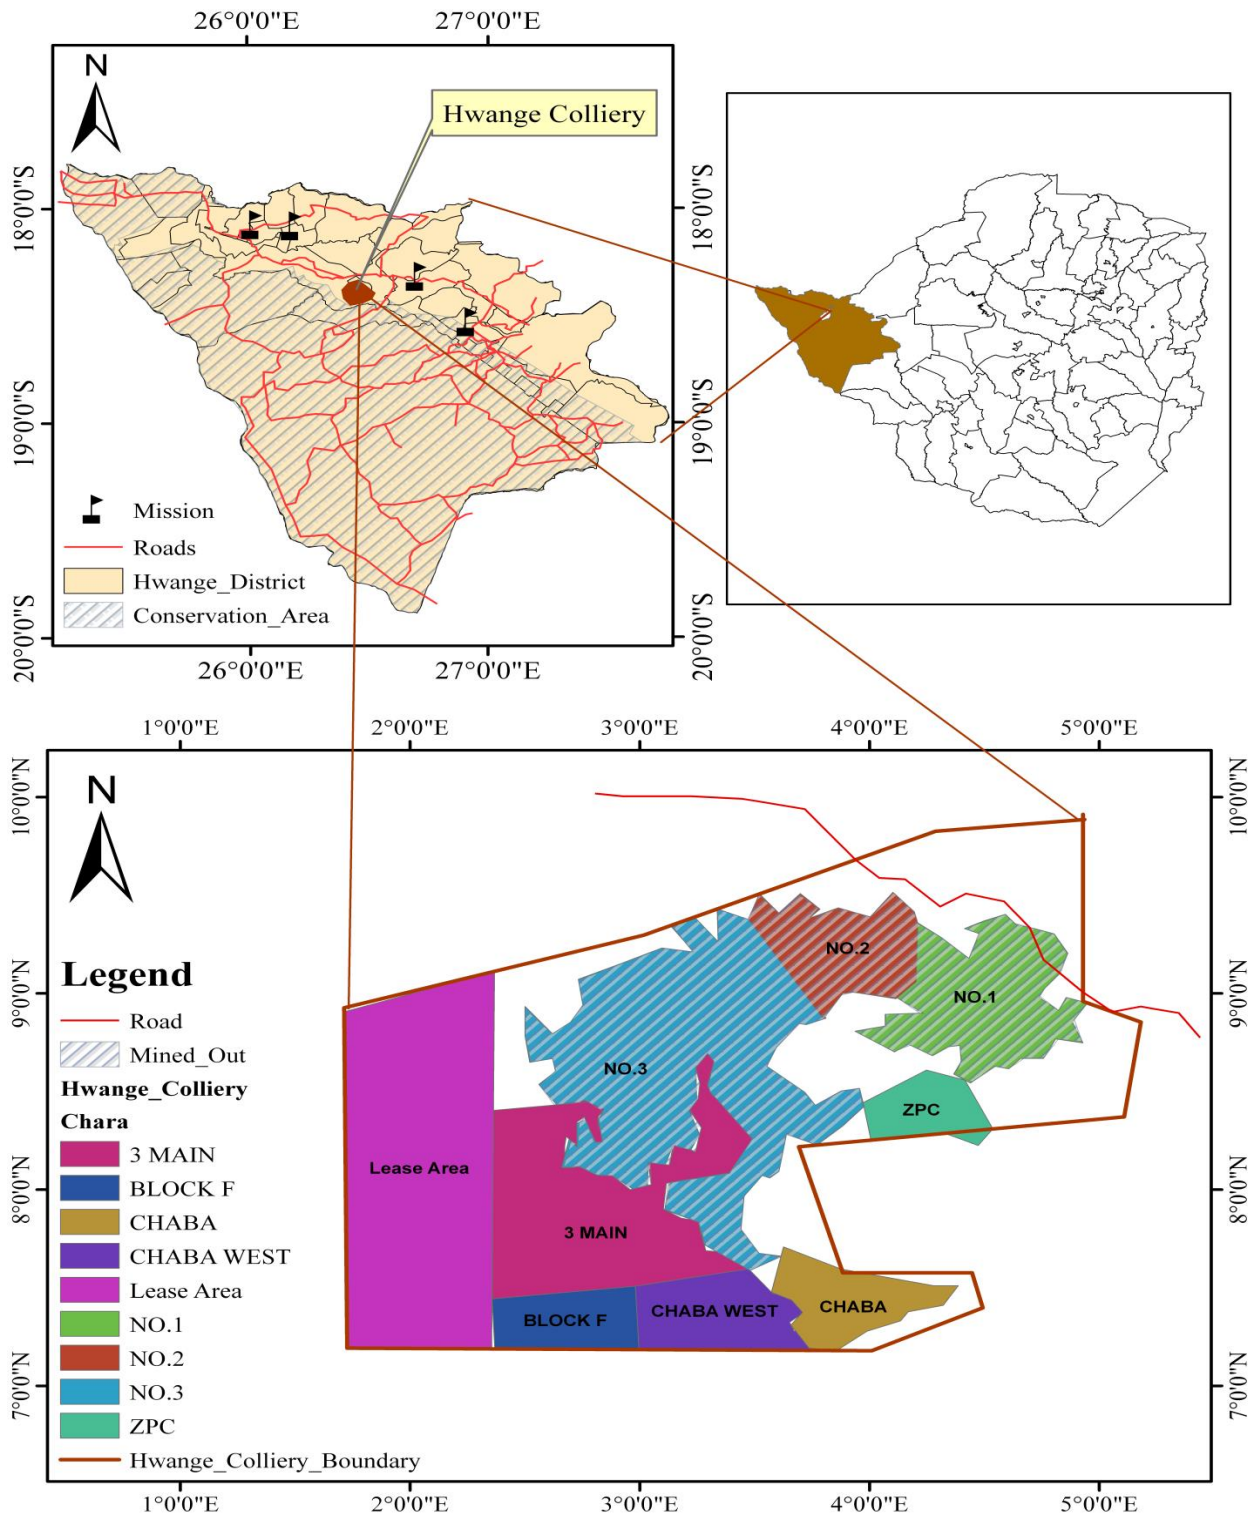 26°0'0"E 27°0'0"E
N
Hwange Colliery
18°0'0"S
18°0'0"S
19°0'0"S
19°0'0"S
20°0'0"S
20°0'0"S
Mission
Roads
Hwange_District
Conservation_Area
26°0'0"E 27°0'0"E
1°0'0"E 2°0'0"E 3°0'0"E 4°0'0"E 5°0'0"E
N
10°0'0"N
10°0'0"N
9°0'0"N
9°0'0"N
8°0'0"N
8°0'0"N
7°0'0"N
7°0'0"N
NO.2
NO.1
NO.3
ZPC
Lease Area
3 MAIN
BLOCK F
CHABA WEST
CHABA
Legend
Road
Mined_Out
Hwange_Colliery
Chara
3 MAIN
BLOCK F
CHABA
CHABA WEST
Lease Area
NO.1
NO.2
NO.3
ZPC
Hwange_Colliery_Boundary
1°0'0"E 2°0'0"E 3°0'0"E 4°0'0"E 5°0'0"E